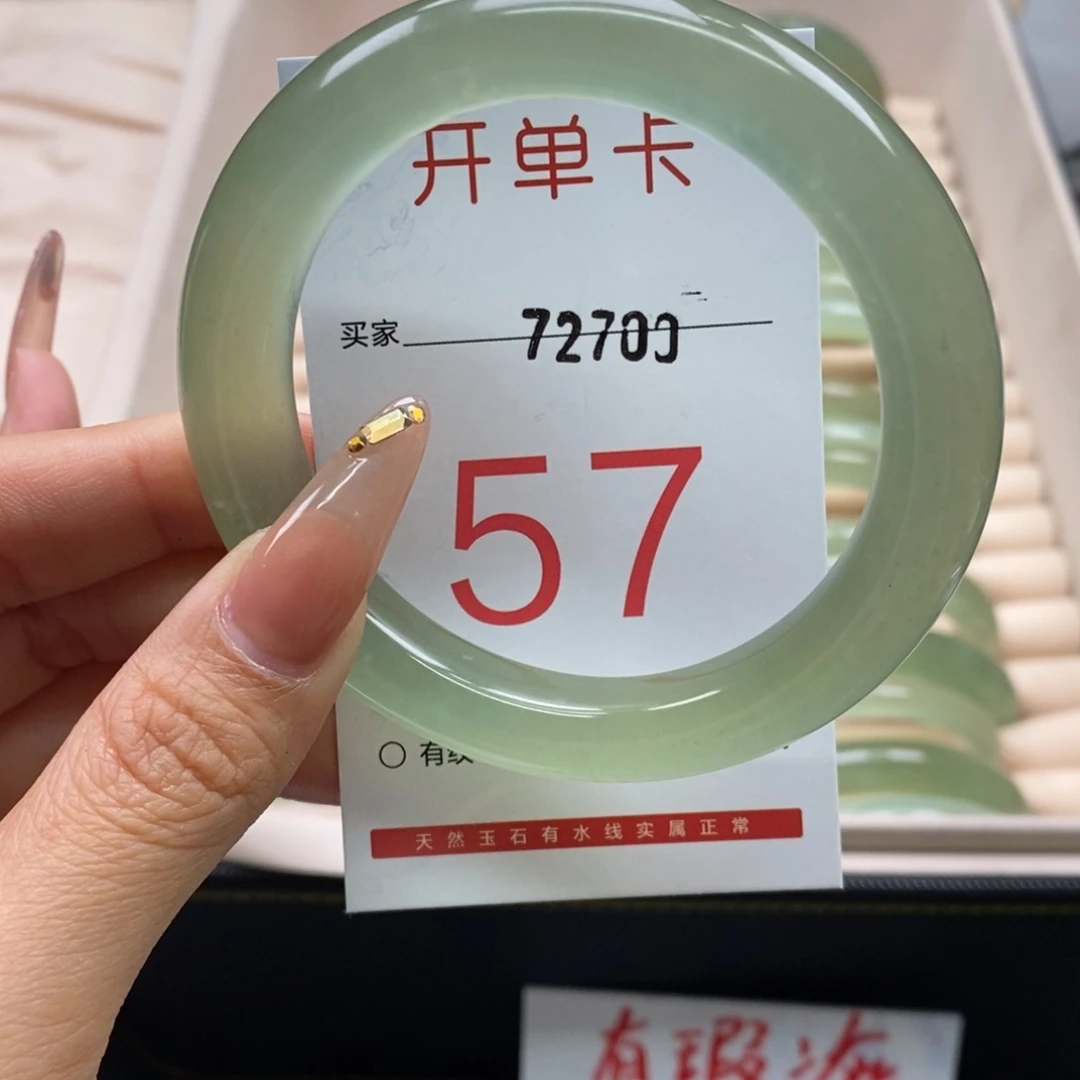 开单卡
买家 72700
57
○ 有纹
天然玉石有水线实属正常
有瑕